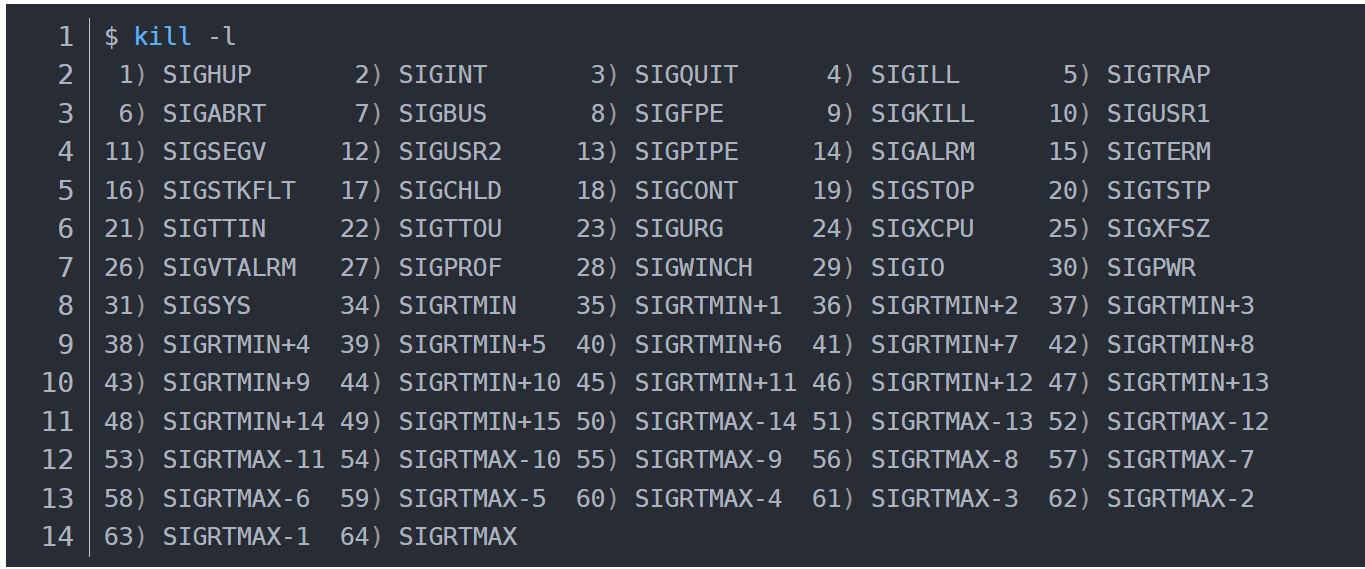 1 $ kill -l
2 1) SIGHUP 2) SIGINT 3) SIGQUIT 4) SIGILL 5) SIGTRAP
3 6) SIGABRT 7) SIGBUS 8) SIGFPE 9) SIGKILL 10) SIGUSR1
4 11) SIGSEGV 12) SIGUSR2 13) SIGPIPE 14) SIGALRM 15) SIGTERM
5 16) SIGSTKFLT 17) SIGCHLD 18) SIGCONT 19) SIGSTOP 20) SIGTSTP
6 21) SIGTTIN 22) SIGTTOU 23) SIGURG 24) SIGXCPU 25) SIGXFSZ
7 26) SIGVTALRM 27) SIGPROF 28) SIGWINCH 29) SIGIO 30) SIGPWR
8 31) SIGSYS 34) SIGRTMIN 35) SIGRTMIN+1 36) SIGRTMIN+2 37) SIGRTMIN+3
9 38) SIGRTMIN+4 39) SIGRTMIN+5 40) SIGRTMIN+6 41) SIGRTMIN+7 42) SIGRTMIN+8
10 43) SIGRTMIN+9 44) SIGRTMIN+10 45) SIGRTMIN+11 46) SIGRTMIN+12 47) SIGRTMIN+13
11 48) SIGRTMIN+14 49) SIGRTMIN+15 50) SIGRTMAX-14 51) SIGRTMAX-13 52) SIGRTMAX-12
12 53) SIGRTMAX-11 54) SIGRTMAX-10 55) SIGRTMAX-9 56) SIGRTMAX-8 57) SIGRTMAX-7
13 58) SIGRTMAX-6 59) SIGRTMAX-5 60) SIGRTMAX-4 61) SIGRTMAX-3 62) SIGRTMAX-2
14 63) SIGRTMAX-1 64) SIGRTMAX